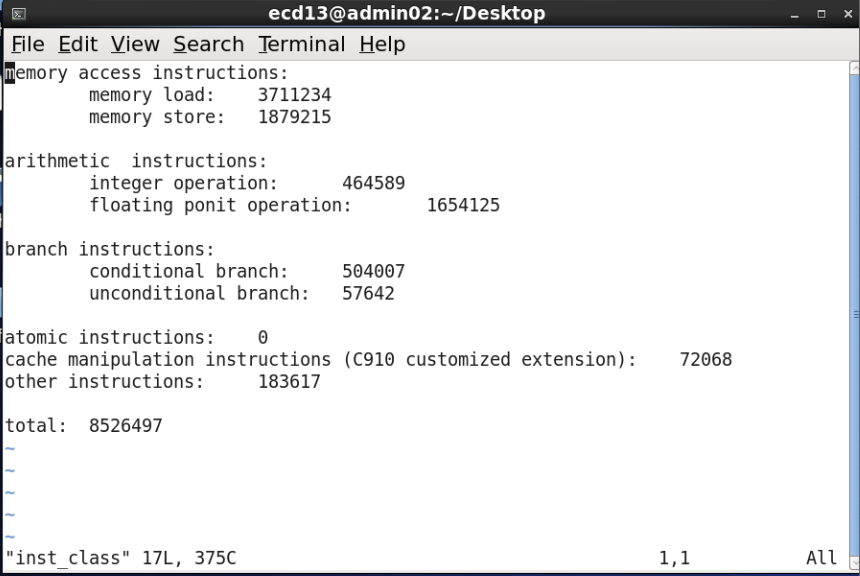 ecd13@admin02:~/Desktop
File Edit View Search Terminal Help
memory access instructions:
memory load: 3711234
memory store: 1879215
arithmetic instructions:
integer operation: 464589
floating ponit operation: 1654125
branch instructions:
conditional branch: 504007
unconditional branch: 57642
atomic instructions: 0
cache manipulation instructions (C910 customized extension): 72068
other instructions: 183617
total: 8526497
~
~
~
~
~
"inst_class" 17L, 375C 1,1 All